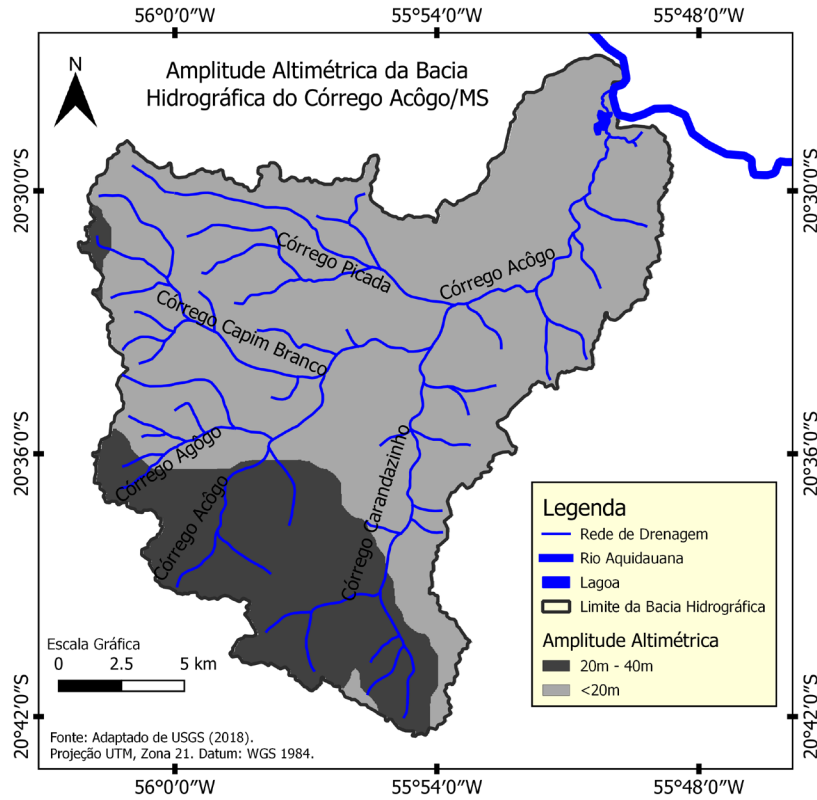 56°0′0″W
55°54′0″W
55°48′0″W
N
Amplitude Altimétrica da Bacia
Hidrográfica do Córrego Acôgo/MS
20°30′0″S
20°30′0″S
Córrego Picada
Córrego Acôgo
Córrego Capim Branco
20°36′0″S
20°36′0″S
Córrego Agôgo
Córrego Acôgo
Córrego Carandazinho
Legenda
Rede de Drenagem
Rio Aquidauana
Lagoa
Limite da Bacia Hidrográfica
Amplitude Altimétrica
20m - 40m
<20m
Escala Gráfica
0 2.5 5 km
20°42′0″S
20°42′0″S
Fonte: Adaptado de USGS (2018).
Projeção UTM, Zona 21. Datum: WGS 1984.
56°0′0″W
55°54′0″W
55°48′0″W